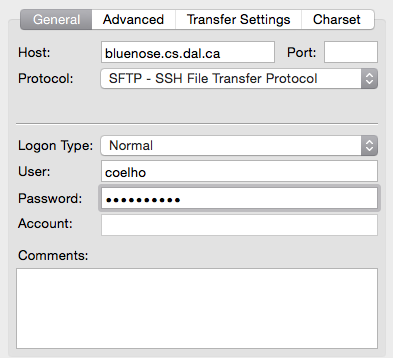 General Advanced Transfer Settings Charset
Host: bluenose.cs.dal.ca Port:
Protocol: SFTP - SSH File Transfer Protocol
Logon Type: Normal
User: coelho
Password: ••••••••••
Account:
Comments: